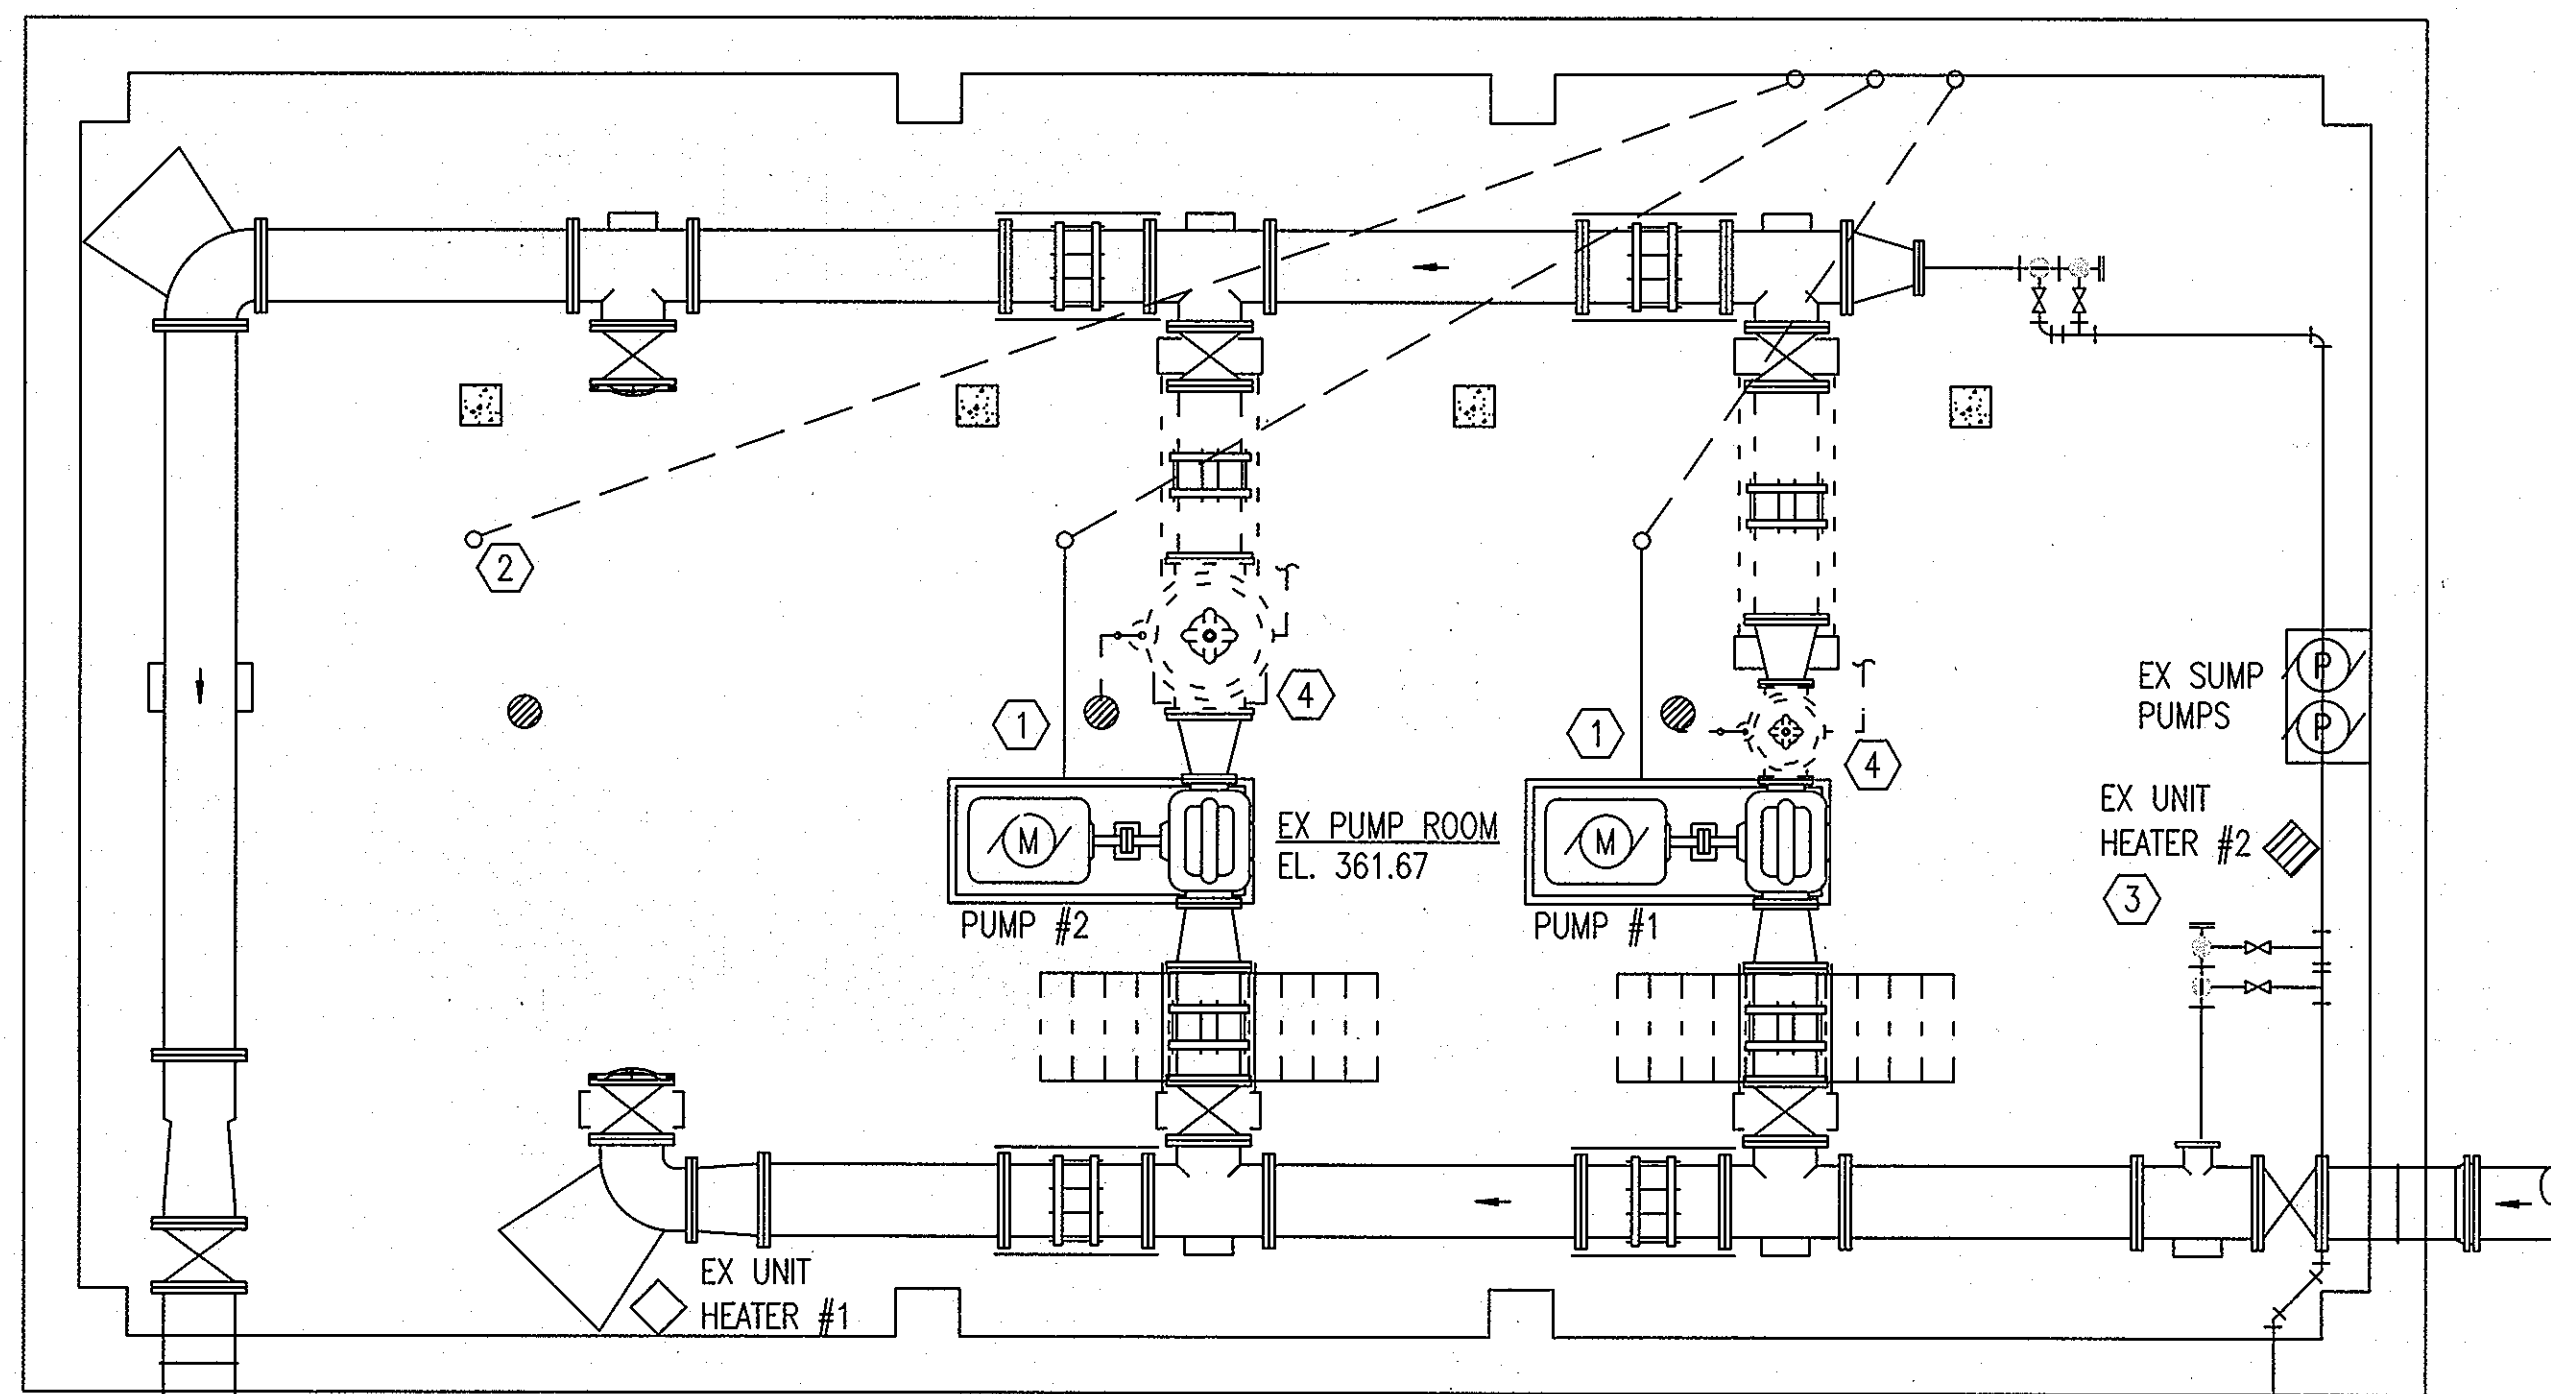 2
1
4
1
4
EX SUMP
PUMPS
P
P
M
EX PUMP ROOM
EL. 361.67
M
EX UNIT
HEATER #2
3
PUMP #2
PUMP #1
EX UNIT
HEATER #1